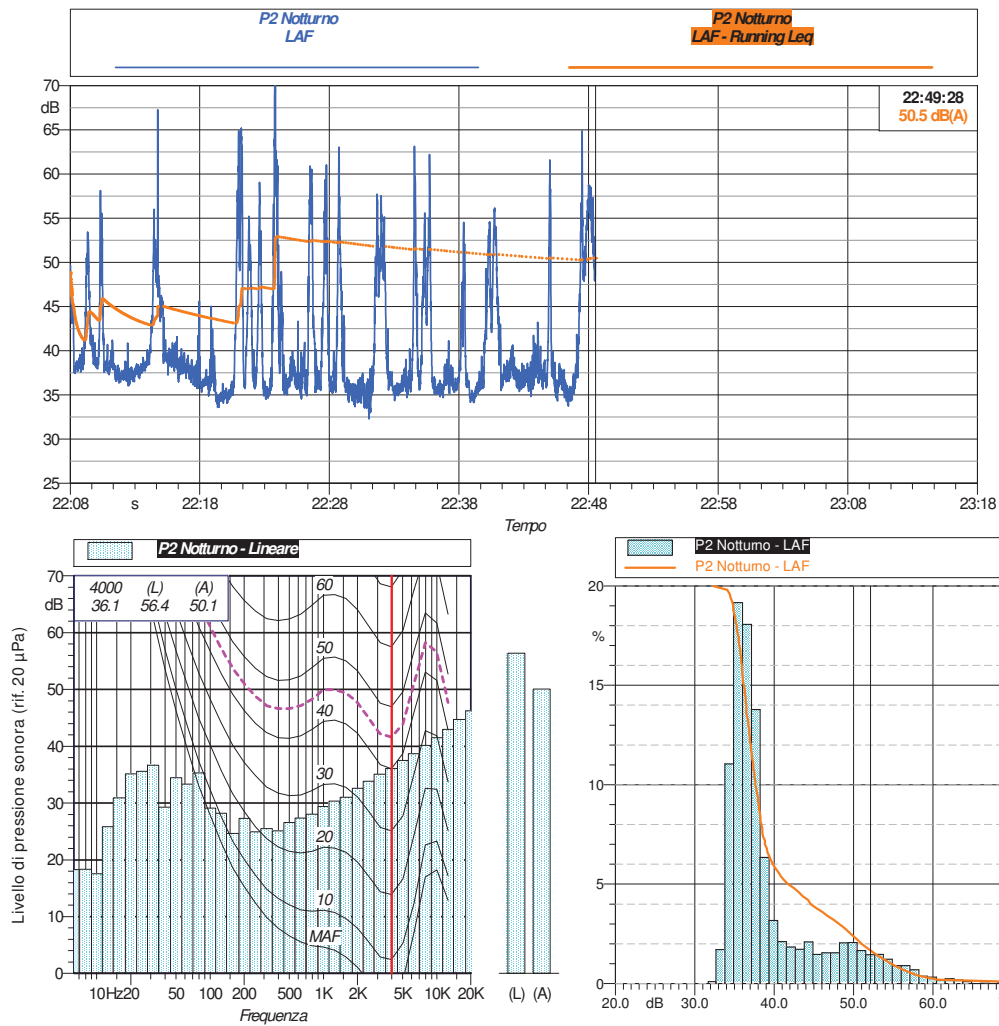 P2 Notturno
LAF
P2 Notturno
LAF - Running Leq
70
dB
65
60
55
50
45
40
35
30
25
22:49:28
50.5 dB(A)
22:08
s
22:18
22:28
22:38
22:48
22:58
23:08
23:18
Tempo
P2 Notturno - Lineare
70
dB
60
50
40
30
20
10
0
4000 (L) (A)
36.1 56.4 50.1
60
50
40
30
20
10
MAF
10Hz 20 50 100 200 500 1K 2K 5K 10K 20K
Frequenza
Livello di pressione sonora (rif. 20 µPa)
(L) (A)
P2 Notturno - LAF
P2 Notturno - LAF
20
%
15
10
5
0
20.0 dB 30.0 40.0 50.0 60.0